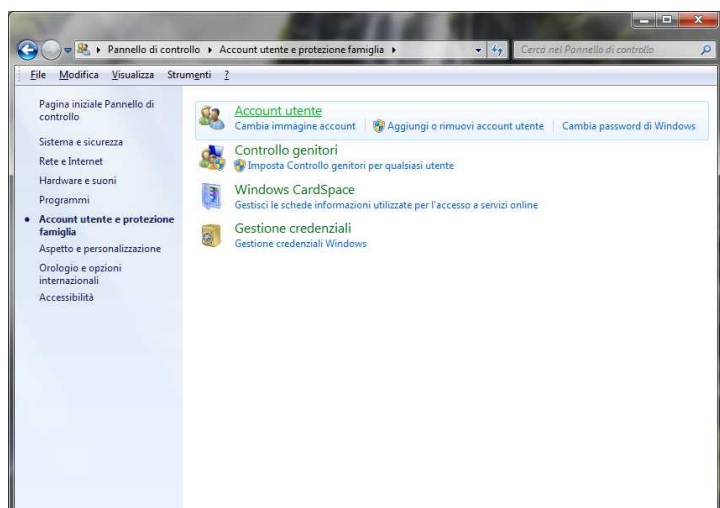 Pannello di controllo Account utente e protezione famiglia Cerca nel Pannello di controllo
File Modifica Visualizza Strumenti ?
Pagina iniziale Pannello di
controllo
Sistema e sicurezza
Rete e Internet
Hardware e suoni
Programmi
Account utente e protezione
famiglia
Aspetto e personalizzazione
Orologio e opzioni
internazionali
Accessibilità
Account utente
Cambia immagine account Aggiungi o rimuovi account utente Cambia password di Windows
Controllo genitori
Imposta Controllo genitori per qualsiasi utente
Windows CardSpace
Gestisci le schede informazioni utilizzate per l'accesso a servizi online
Gestione credenziali
Gestione credenziali Windows